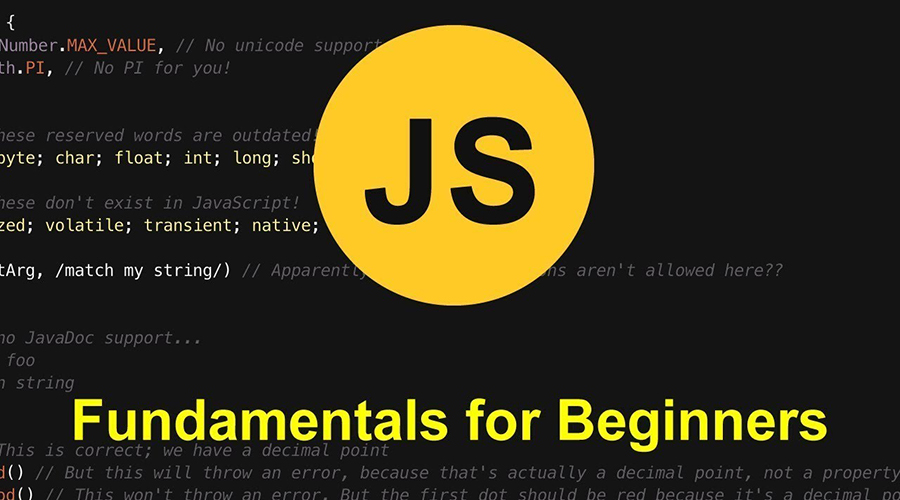 {
Number.MAX_VALUE, // No unicode support
th.PI, // No PI for you!
hese reserved words are outdated!
byte; char; float; int; long; sho
hese don't exist in JavaScript!
zed; volatile; transient; native;
tArg, /match my string/) // Apparently ns aren't allowed here??
JS
no JavaDoc support...
foo
n string
Fundamentals for Beginners
This is correct; we have a decimal point
d() // But this will throw an error, because that's actually a decimal point, not a property
od() // This won't throw an error. But the first dot should be red because it's a decimal po